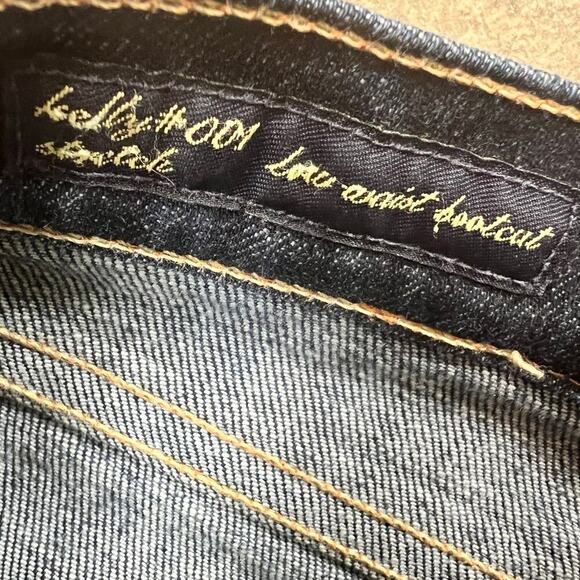 kelly # 001 low waist bootcut
stretch